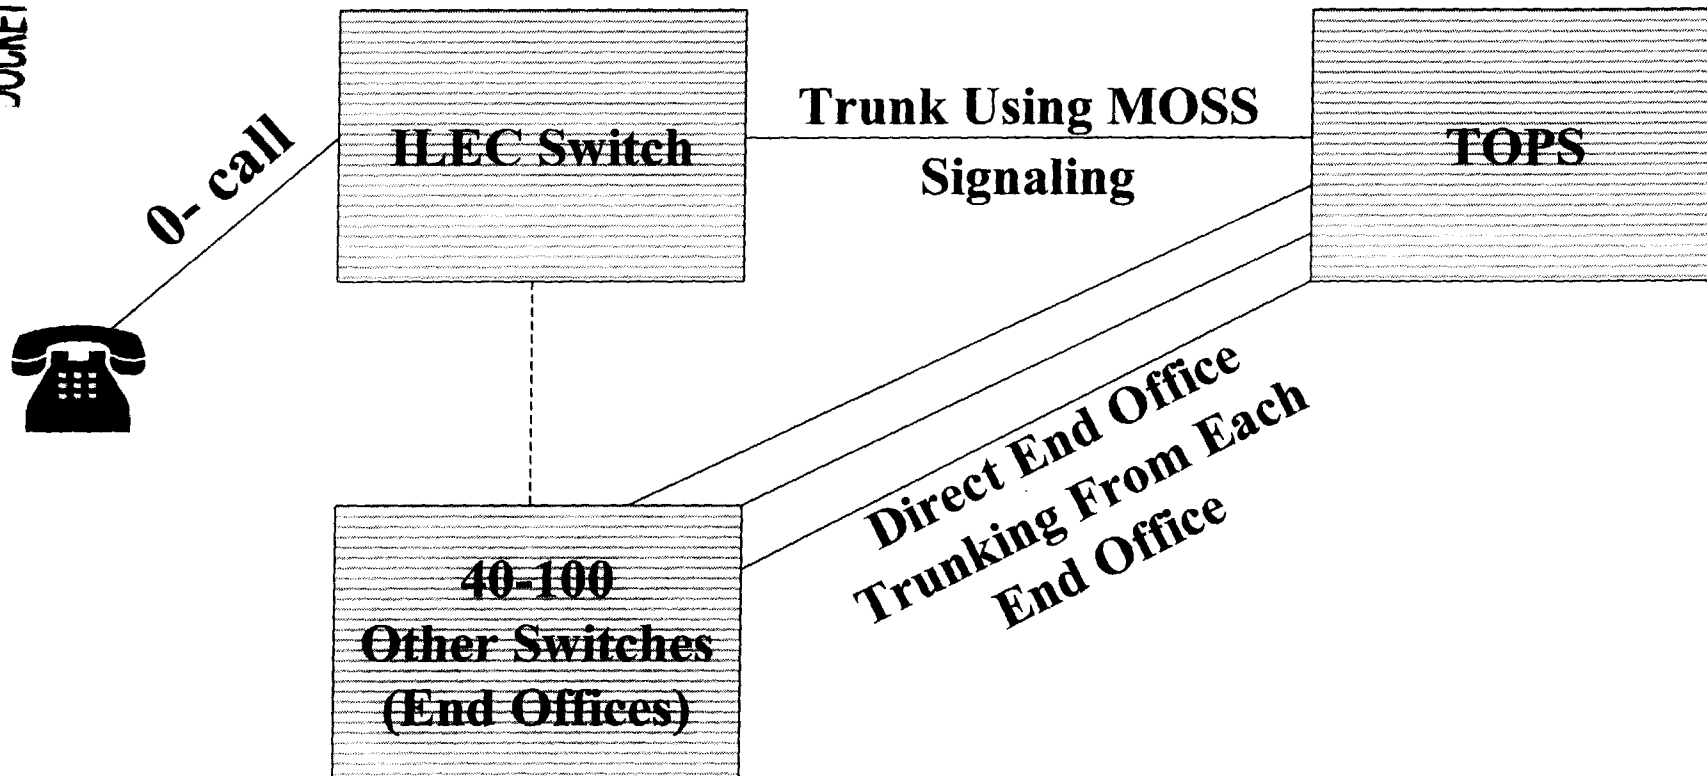 DOCKET
0- call
ILEC Switch
Trunk Using MOSS
Signaling
TOPS
Direct End Office
Trunking From Each
End Office
40-100
Other Switches
(End Offices)